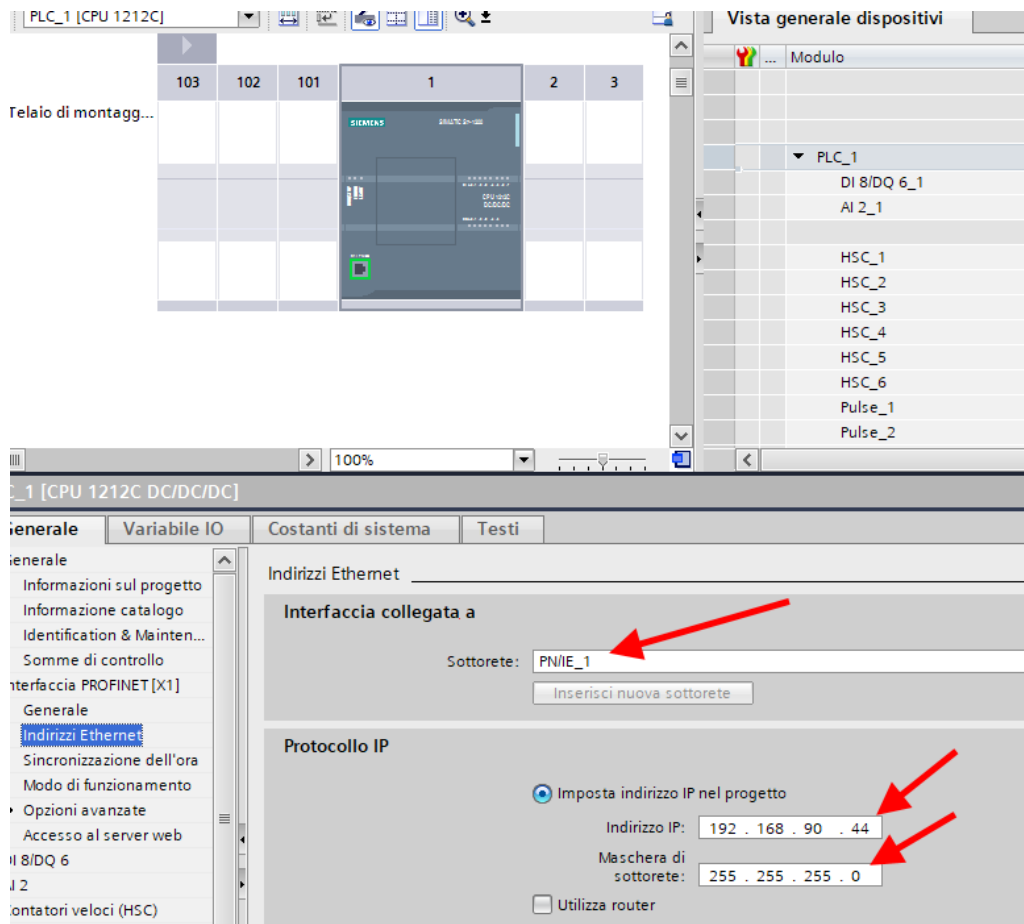 PLC_1 [CPU 1212C]
Vista generale dispositivi
... Modulo
103 102 101 1 2 3
Telaio di montagg...
SIEMENS
CPU 1212C
DC/DC/DC
PLC_1
DI 8/DQ 6_1
AI 2_1
HSC_1
HSC_2
HSC_3
HSC_4
HSC_5
HSC_6
Pulse_1
Pulse_2
100%
C_1 [CPU 1212C DC/DC/DC]
Generale Variabile IO Costanti di sistema Testi
Generale
Informazioni sul progetto
Informazione catalogo
Identification & Mainten...
Somme di controllo
nterfaccia PROFINET [X1]
Generale
Indirizzi Ethernet
Sincronizzazione dell'ora
Modo di funzionamento
Opzioni avanzate
Accesso al server web
DI 8/DQ 6
AI 2
Contatori veloci (HSC)
Indirizzi Ethernet
Interfaccia collegata a
Sottorete: PN/IE_1
Inserisci nuova sottorete
Protocollo IP
Imposta indirizzo IP nel progetto
Indirizzo IP: 192 . 168 . 90 . 44
Maschera di
sottorete: 255 . 255 . 255 . 0
Utilizza router